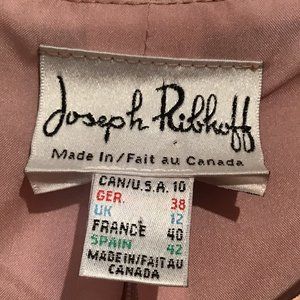 Joseph Ribkoff
Made in/Fait au Canada
CAN/U.S.A. 10
GER. 38
UK 12
FRANCE 40
SPAIN 42
MADE IN/FAIT AU
CANADA